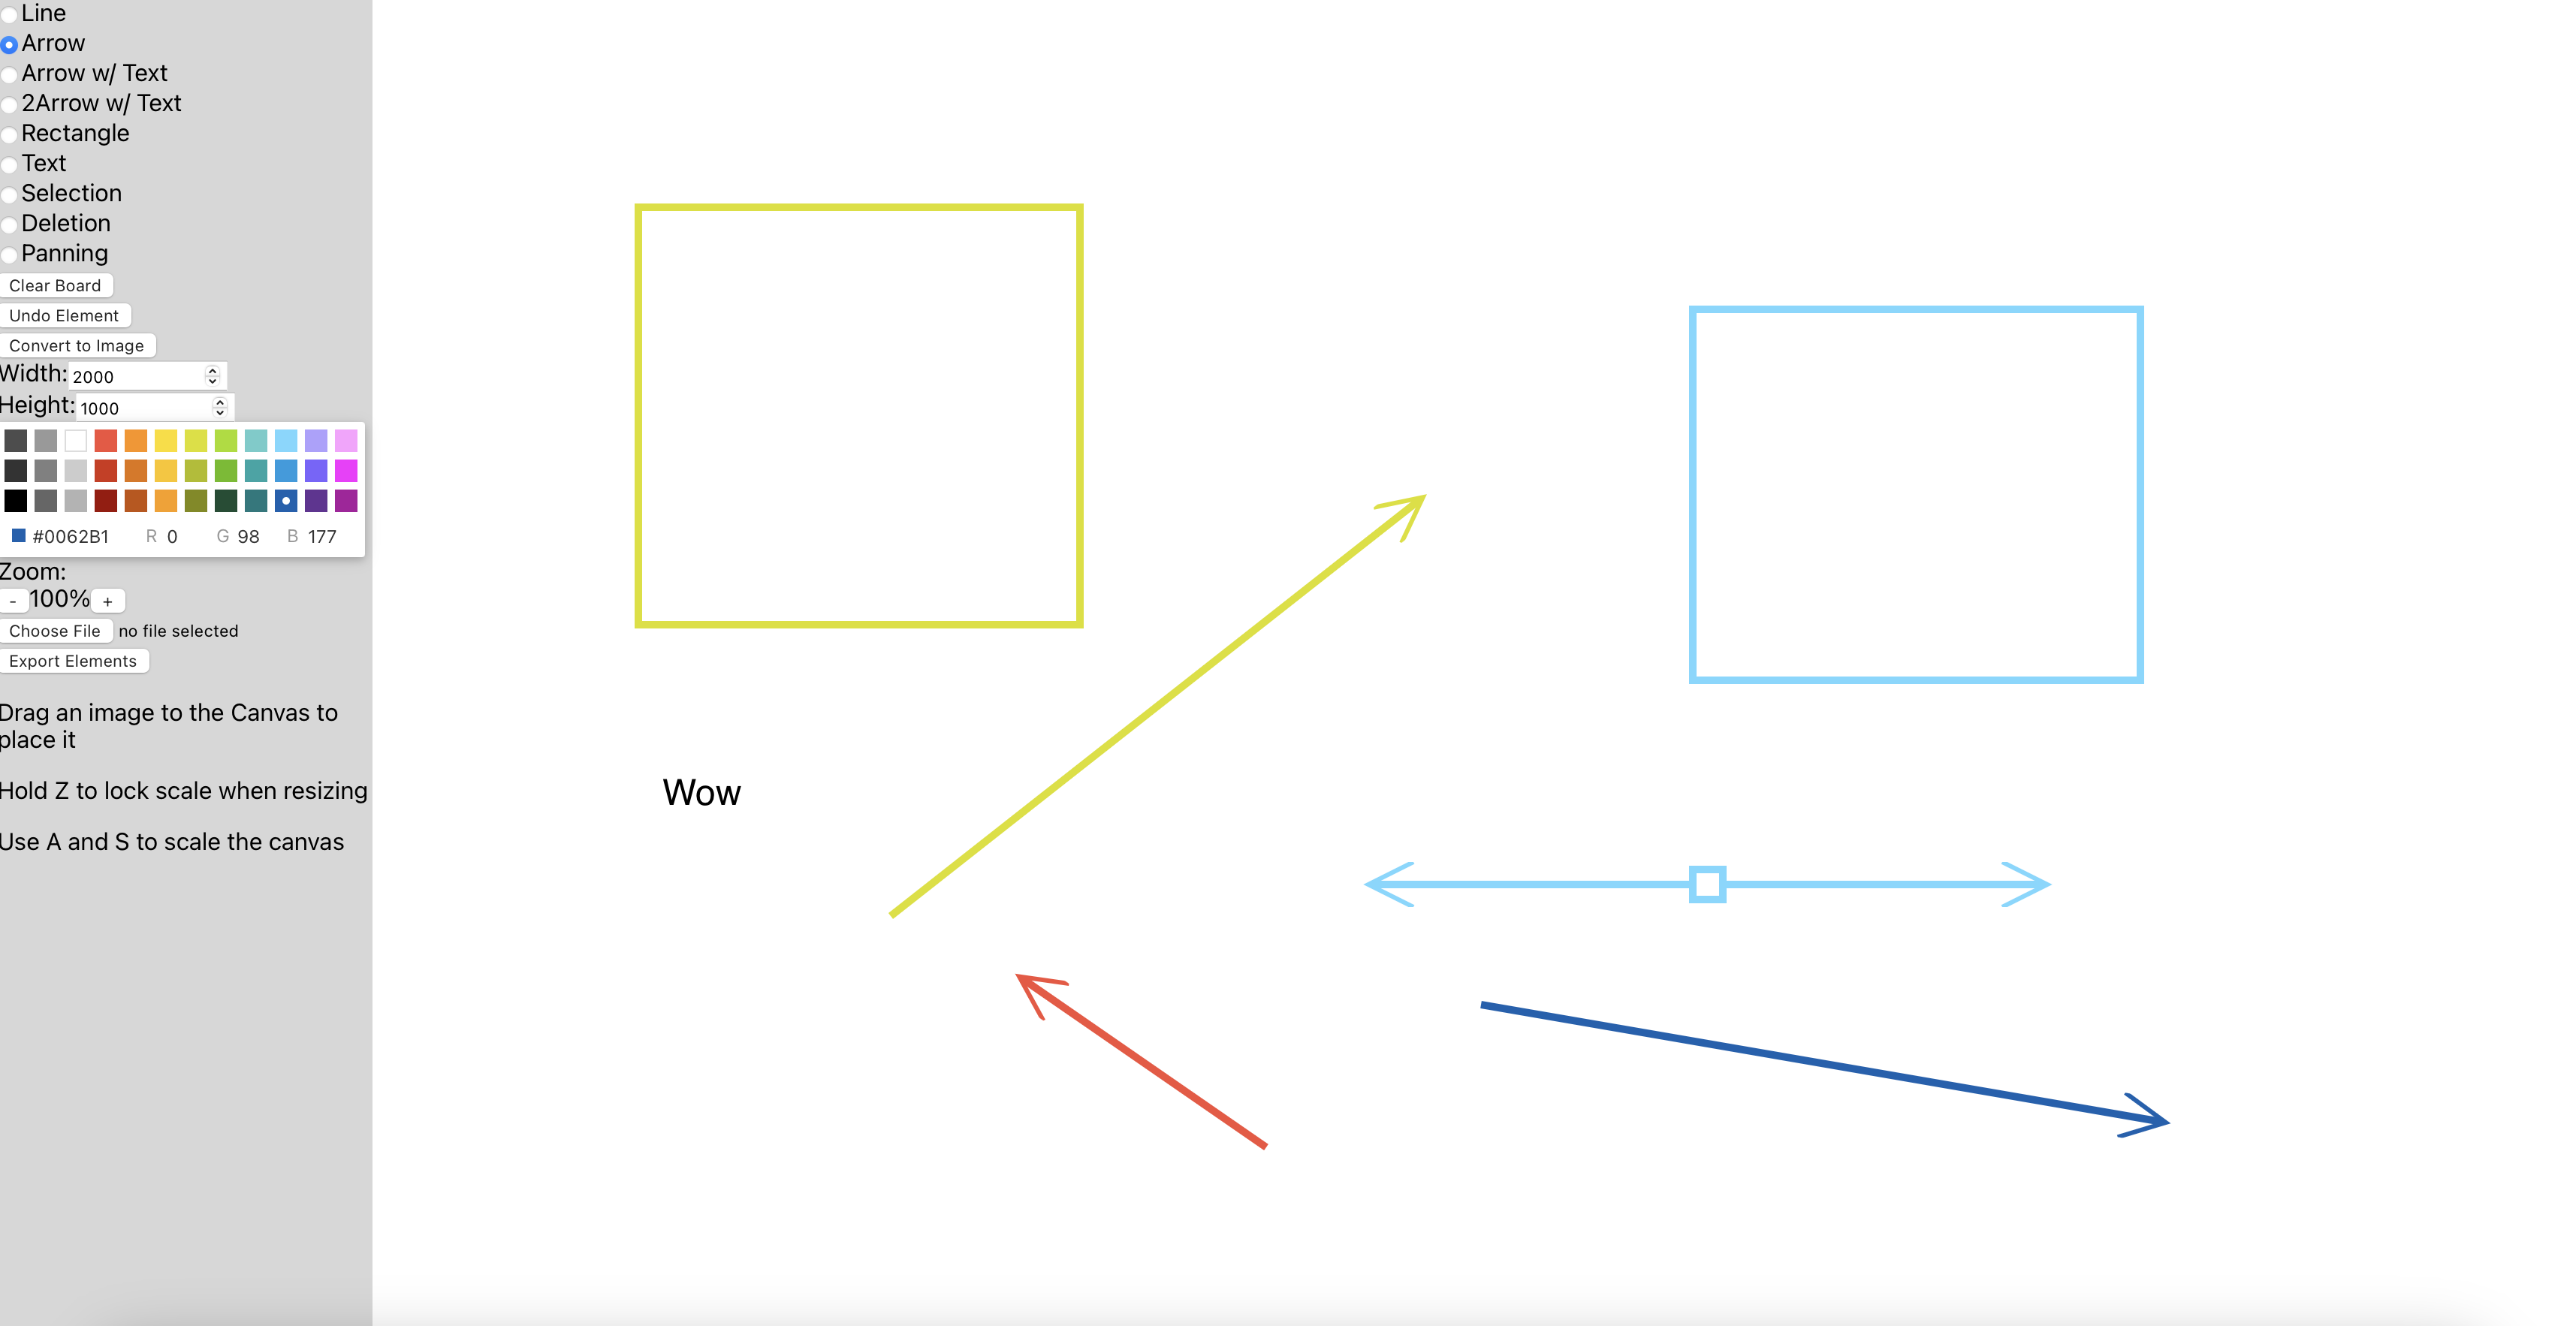 Line
Arrow
Arrow w/ Text
2Arrow w/ Text
Rectangle
Text
Selection
Deletion
Panning
Clear Board
Undo Element
Convert to Image
Width: 2000
Height: 1000
#0062B1 R 0 G 98 B 177
Zoom:
- 100% +
Choose File no file selected
Export Elements
Drag an image to the Canvas to
place it
Hold Z to lock scale when resizing
Use A and S to scale the canvas
Wow